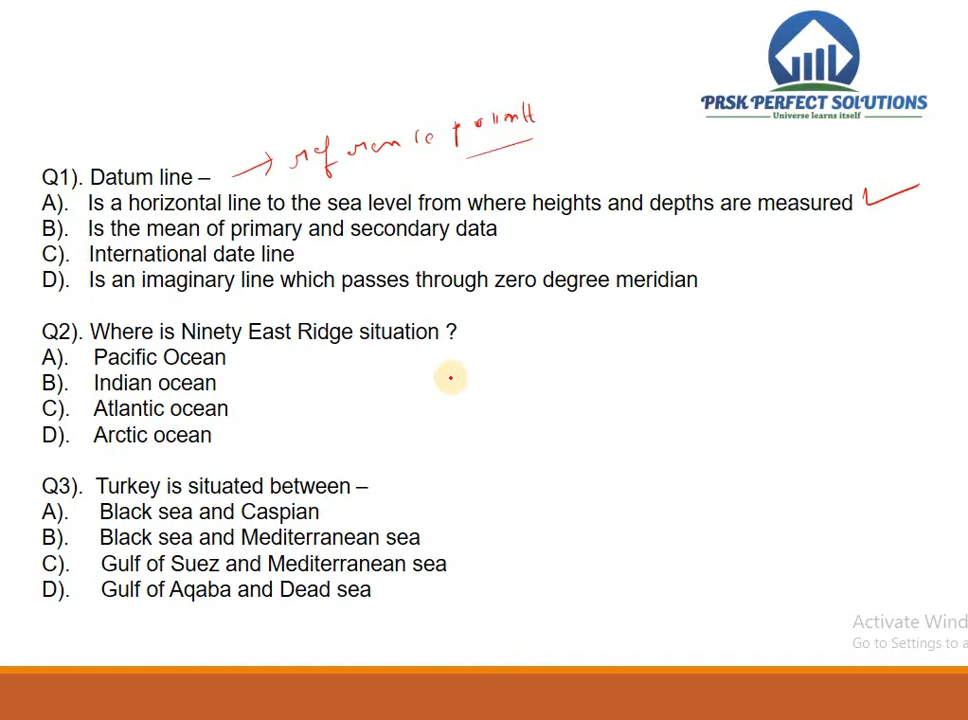 PRSK PERFECT SOLUTIONS
Universe learns itself
reference point
Q1). Datum line –
A). Is a horizontal line to the sea level from where heights and depths are measured
B). Is the mean of primary and secondary data
C). International date line
D). Is an imaginary line which passes through zero degree meridian
Q2). Where is Ninety East Ridge situation ?
A). Pacific Ocean
B). Indian ocean
C). Atlantic ocean
D). Arctic ocean
Q3). Turkey is situated between –
A). Black sea and Caspian
B). Black sea and Mediterranean sea
C). Gulf of Suez and Mediterranean sea
D). Gulf of Aqaba and Dead sea
Activate Wind
Go to Settings to a